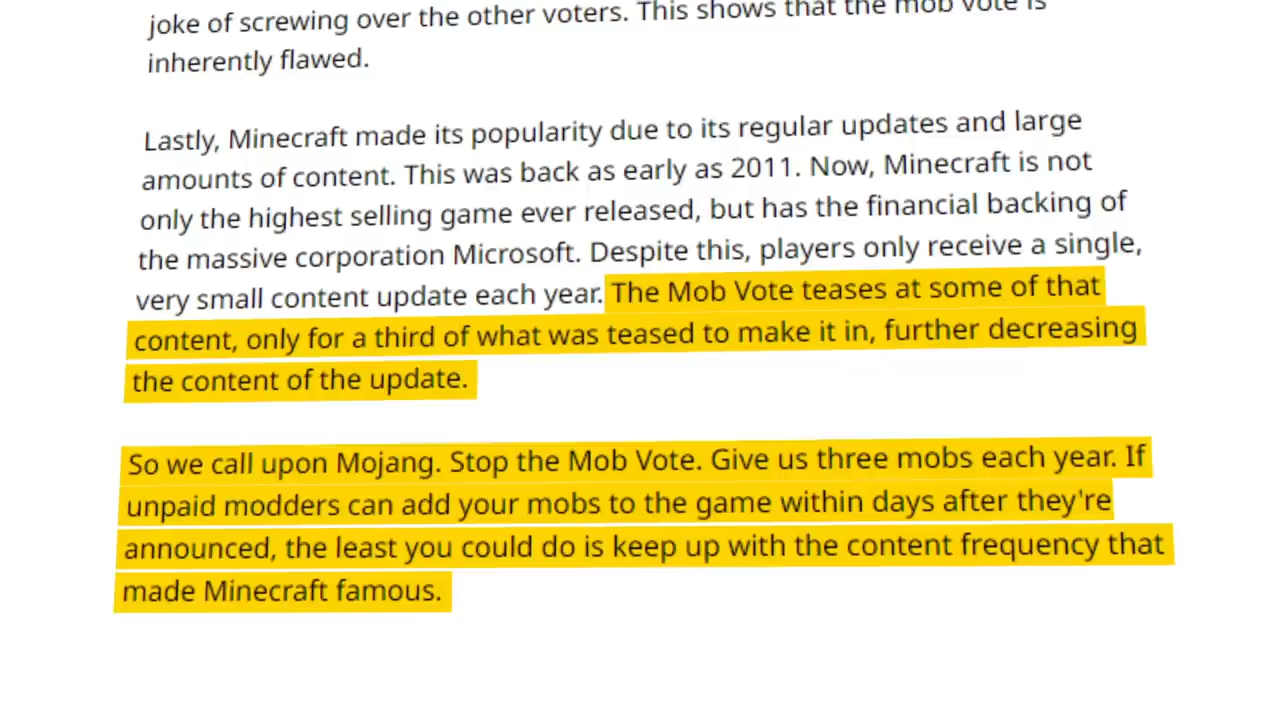 joke of screwing over the other voters. This shows that the mob vote is
inherently flawed.
Lastly, Minecraft made its popularity due to its regular updates and large
amounts of content. This was back as early as 2011. Now, Minecraft is not
only the highest selling game ever released, but has the financial backing of
the massive corporation Microsoft. Despite this, players only receive a single,
very small content update each year. The Mob Vote teases at some of that
content, only for a third of what was teased to make it in, further decreasing
the content of the update.
So we call upon Mojang. Stop the Mob Vote. Give us three mobs each year. If
unpaid modders can add your mobs to the game within days after they're
announced, the least you could do is keep up with the content frequency that
made Minecraft famous.